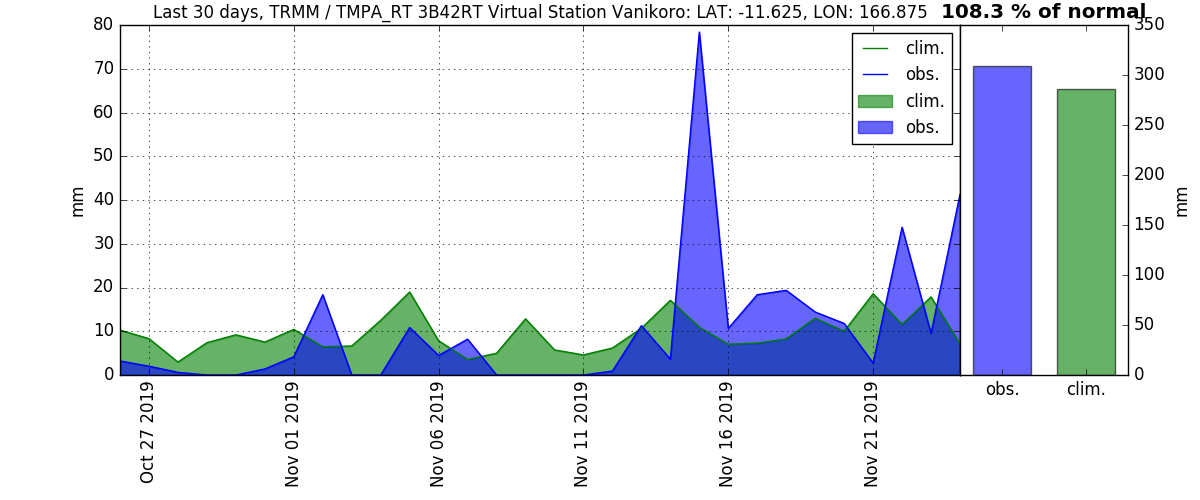 Last 30 days, TRMM / TMPA_RT 3B42RT Virtual Station Vanikoro: LAT: -11.625, LON: 166.875 108.3 % of normal
80
70
60
50
40
30
20
10
0
mm
clim.
obs.
clim.
obs.
Oct 27 2019
Nov 01 2019
Nov 06 2019
Nov 11 2019
Nov 16 2019
Nov 21 2019
350
300
250
200
150
100
50
0
mm
obs.
clim.